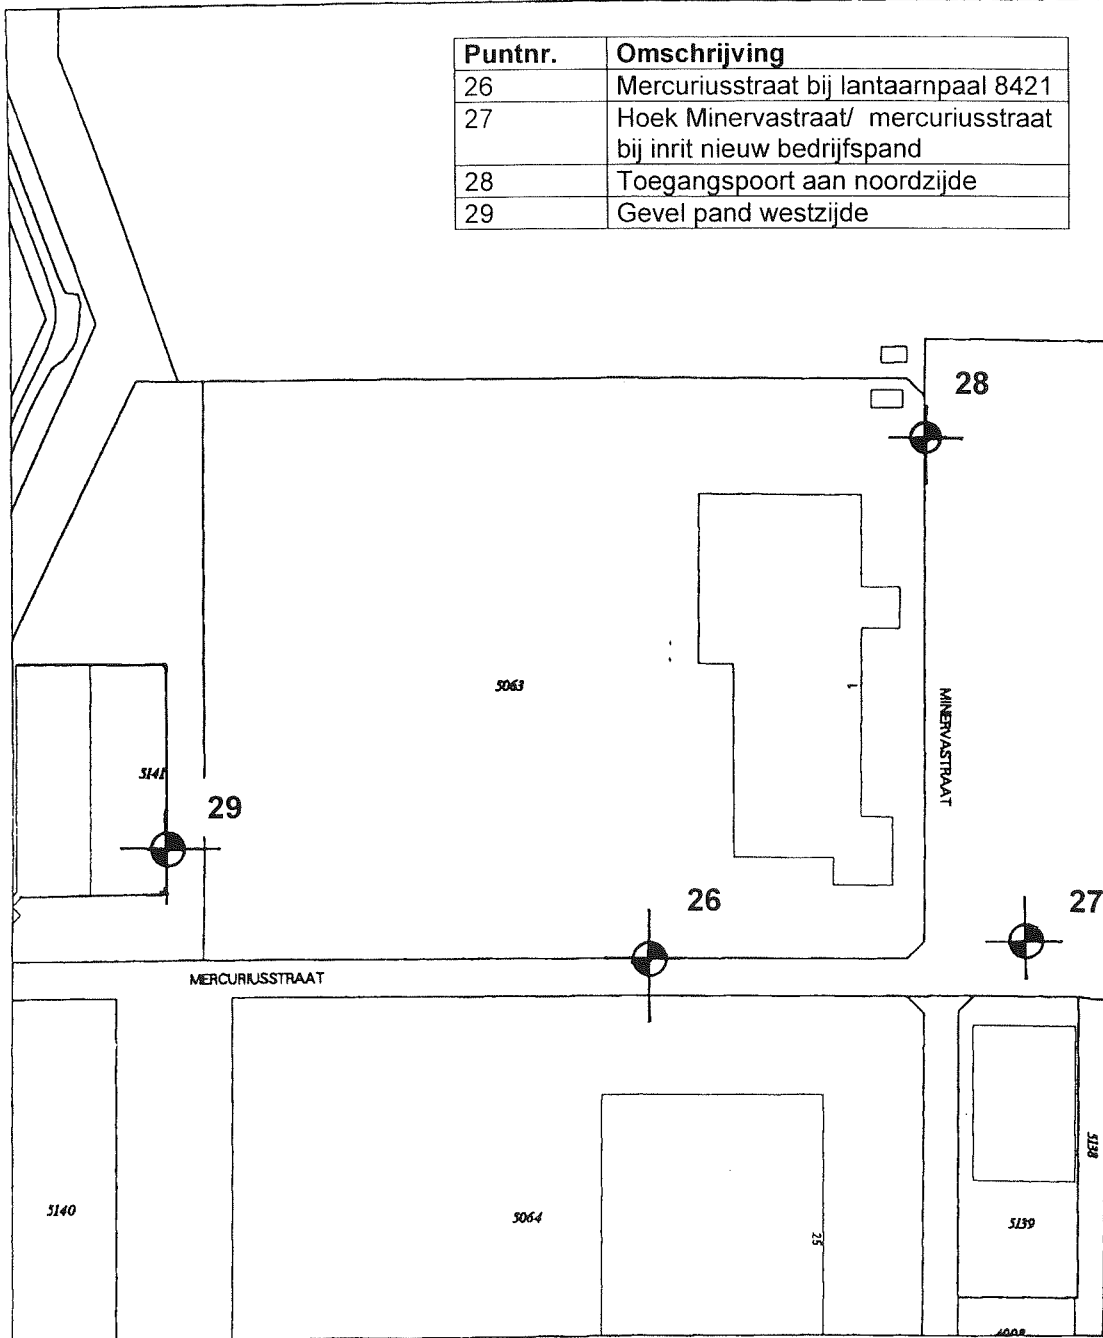 Puntnr. Omschrijving
26 Mercuriusstraat bij lantaarnpaal 8421
27 Hoek Minervastraat/ mercuriusstraat
bij inrit nieuw bedrijfspand
28 Toegangspoort aan noordzijde
29 Gevel pand westzijde
28
5063
1
MINERVASTRAAT
5141
29
26
27
MERCURIUSSTRAAT
5138
5140
5064
25
5139